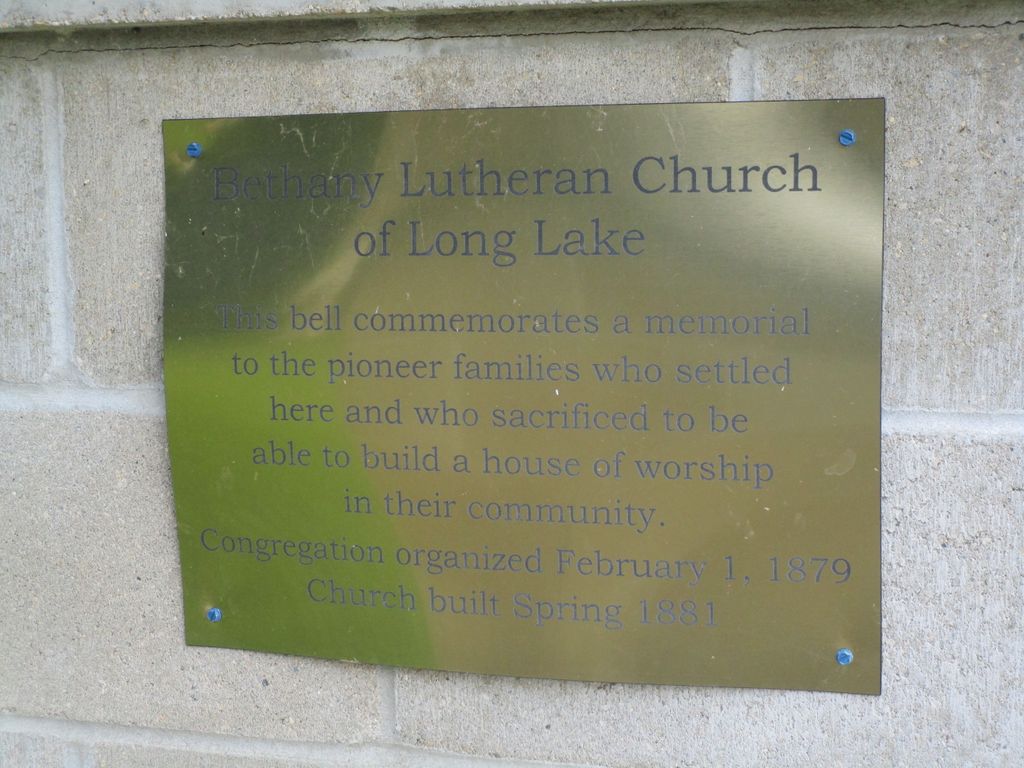 Bethany Lutheran Church
of Long Lake
This bell commemorates a memorial
to the pioneer families who settled
here and who sacrificed to be
able to build a house of worship
in their community.
Congregation organized February 1, 1879
Church built Spring 1881